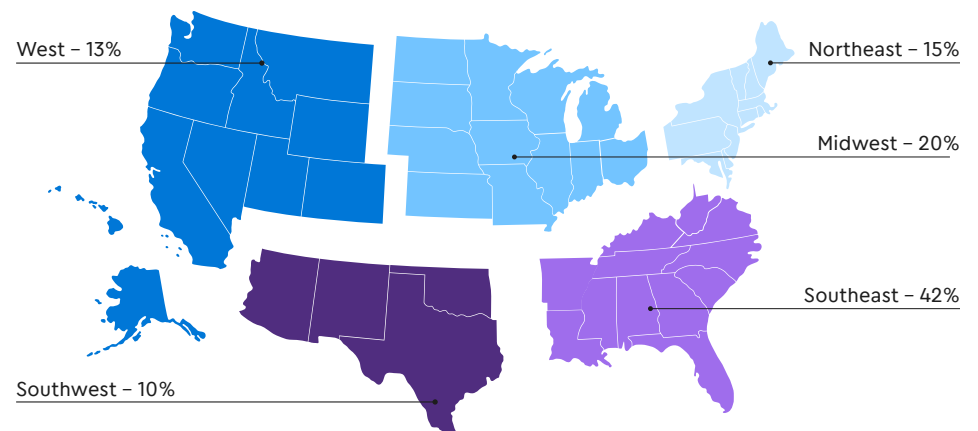 West – 13%
Northeast – 15%
Midwest – 20%
Southeast – 42%
Southwest – 10%